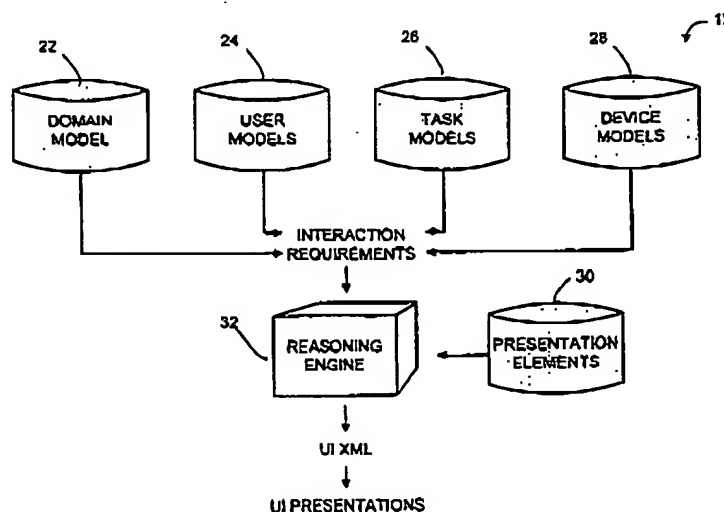 22
24
26
28
DOMAIN
MODEL
USER
MODELS
TASK
MODELS
DEVICE
MODELS
INTERACTION
REQUIREMENTS
30
32
REASONING
ENGINE
PRESENTATION
ELEMENTS
UI XML
UI PRESENTATIONS